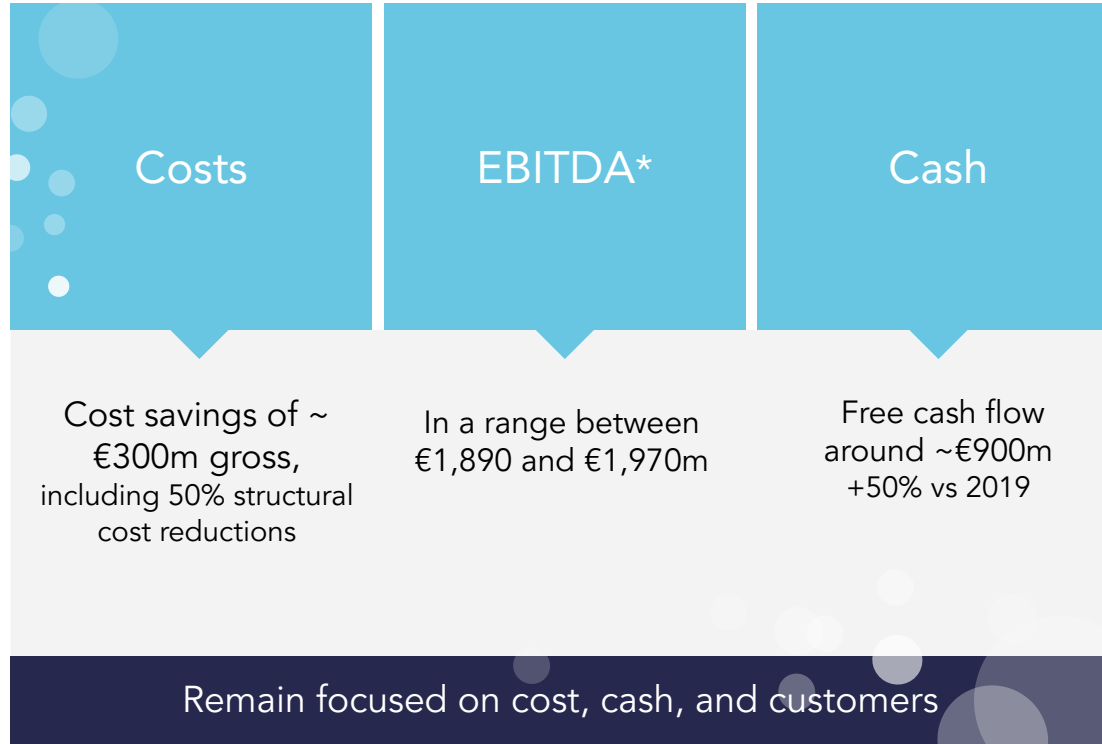 Costs
EBITDA*
Cash
Cost savings of ~
€300m gross,
including 50% structural
cost reductions
In a range between
€1,890 and €1,970m
Free cash flow
around ~€900m
+50% vs 2019
Remain focused on cost, cash, and customers